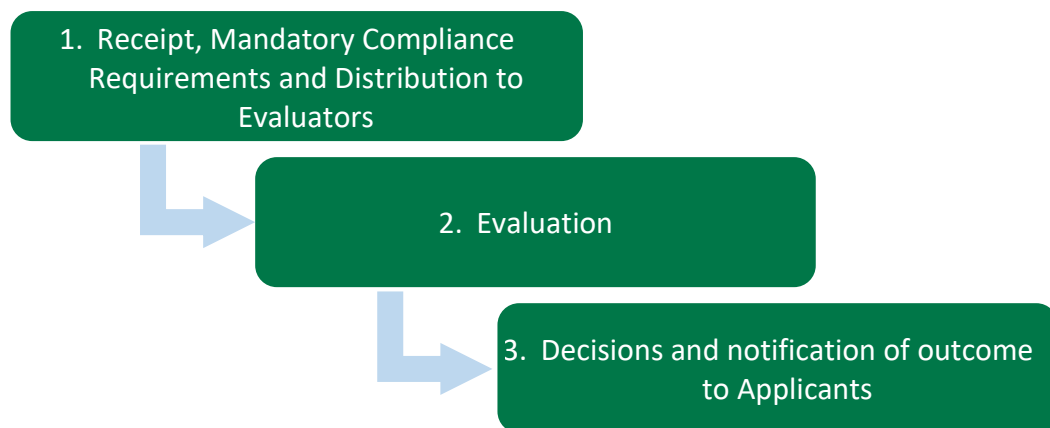 1. Receipt, Mandatory Compliance
Requirements and Distribution to
Evaluators
2. Evaluation
3. Decisions and notification of outcome
to Applicants